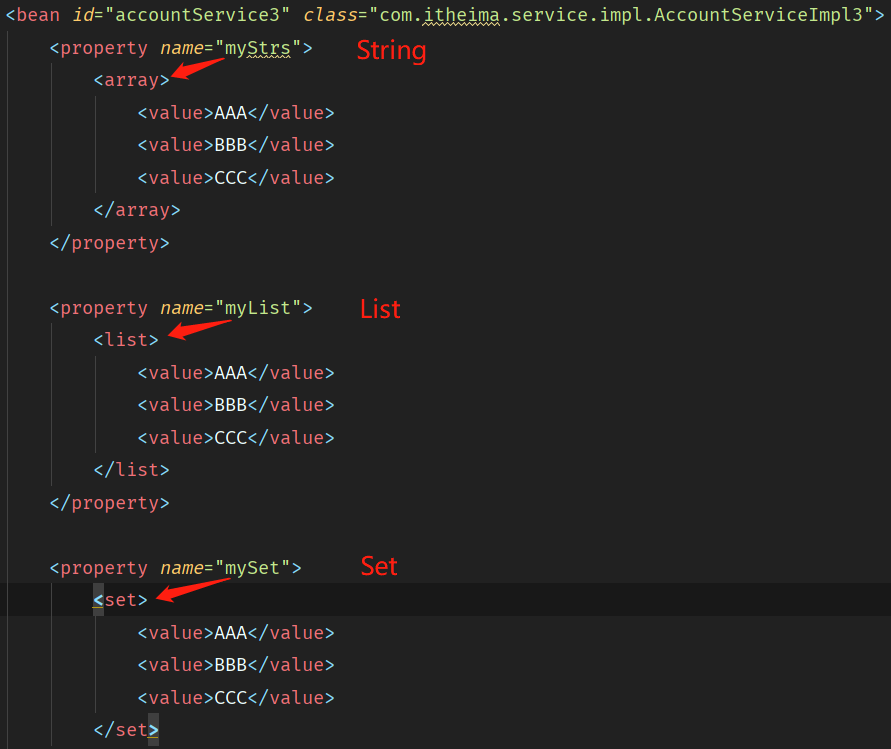 <bean id="accountService3" class="com.itheima.service.impl.AccountServiceImpl3">
<property name="myStrs"> String
<array>
<value>AAA</value>
<value>BBB</value>
<value>CCC</value>
</array>
</property>
<property name="myList"> List
<list>
<value>AAA</value>
<value>BBB</value>
<value>CCC</value>
</list>
</property>
<property name="mySet"> Set
<set>
<value>AAA</value>
<value>BBB</value>
<value>CCC</value>
</set>